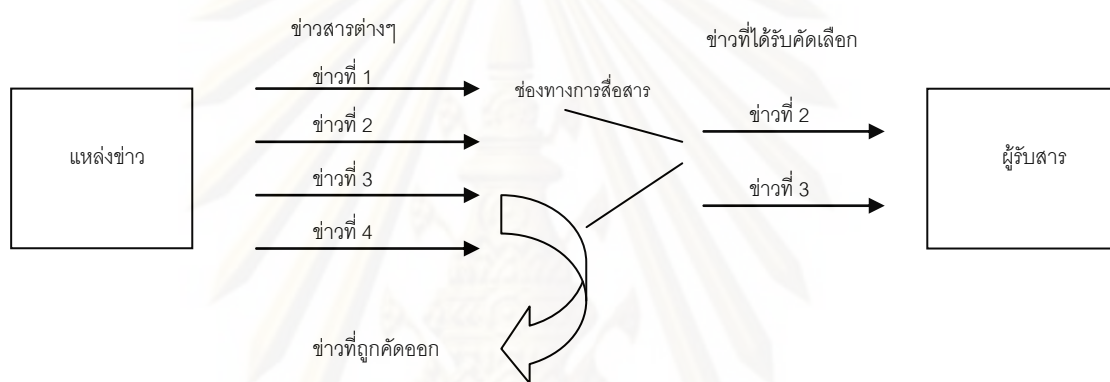 ข่าวสารต่างๆ
ข่าวที่ได้รับคัดเลือก
ข่าวที่ 1
ช่องทางการสื่อสาร
ข่าวที่ 2
ข่าวที่ 2
แหล่งข่าว
ผู้รับสาร
ข่าวที่ 3
ข่าวที่ 3
ข่าวที่ 4
ข่าวที่ถูกคัดออก